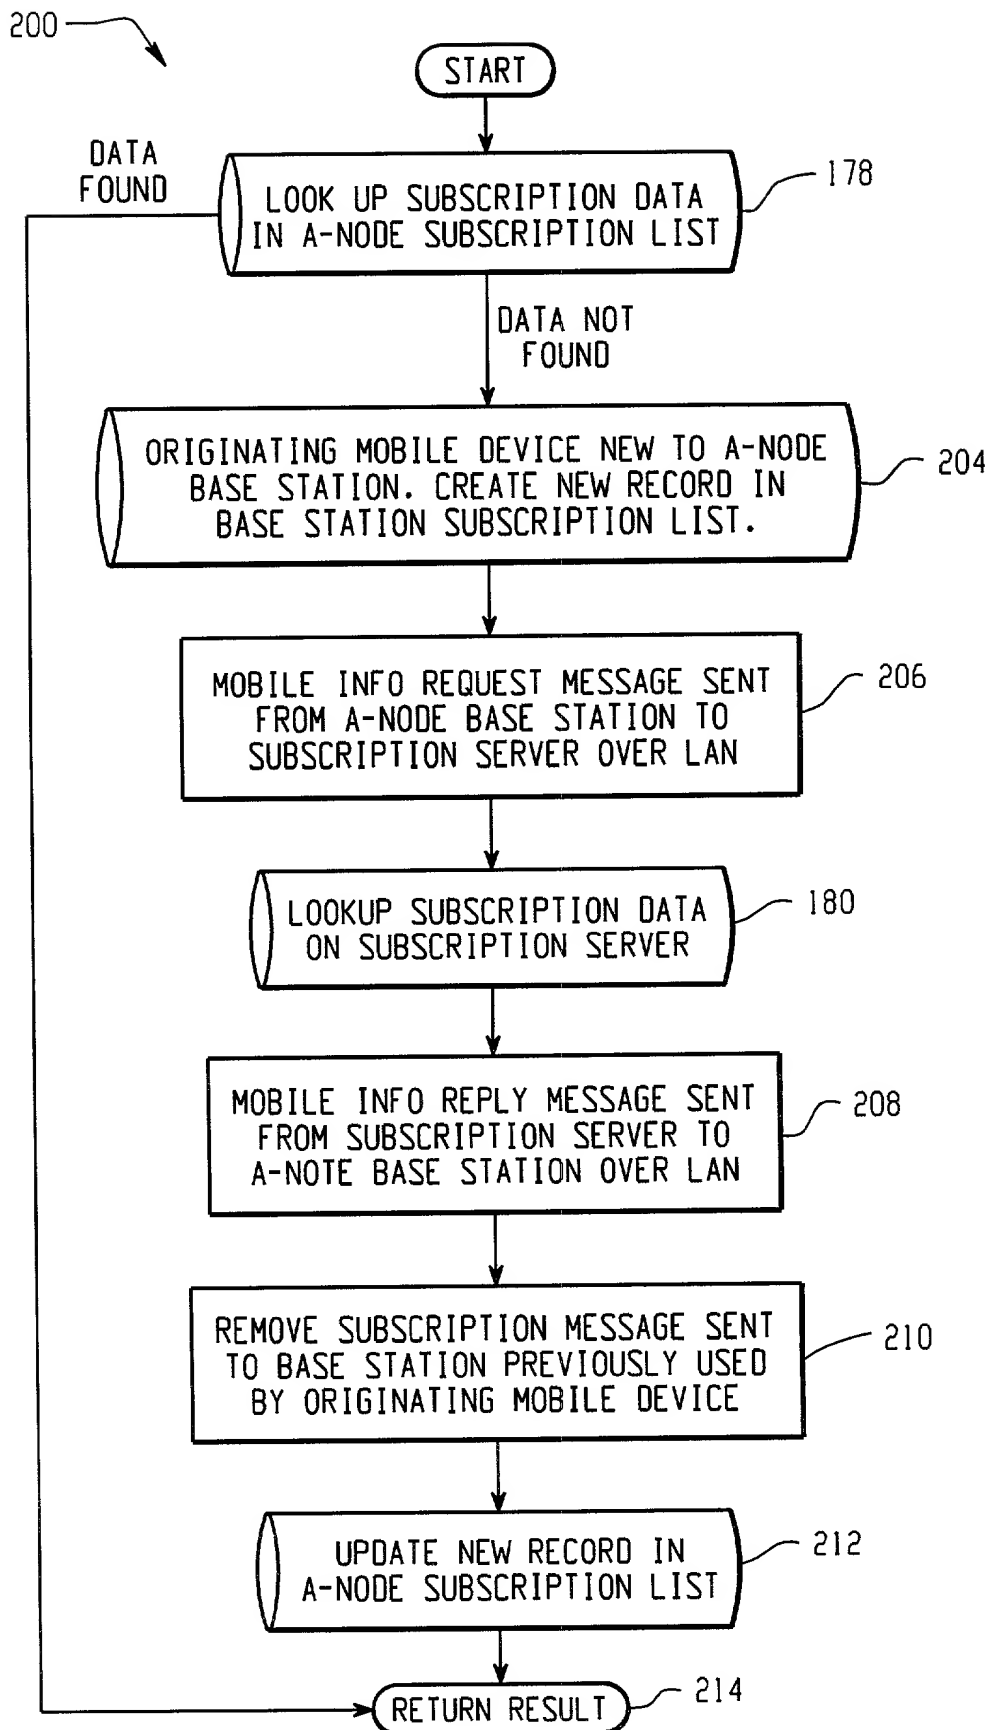 200
START
DATA
FOUND
LOOK UP SUBSCRIPTION DATA
IN A-NODE SUBSCRIPTION LIST
178
DATA NOT
FOUND
ORIGINATING MOBILE DEVICE NEW TO A-NODE
BASE STATION. CREATE NEW RECORD IN
BASE STATION SUBSCRIPTION LIST.
204
MOBILE INFO REQUEST MESSAGE SENT
FROM A-NODE BASE STATION TO
SUBSCRIPTION SERVER OVER LAN
206
LOOKUP SUBSCRIPTION DATA
ON SUBSCRIPTION SERVER
180
MOBILE INFO REPLY MESSAGE SENT
FROM SUBSCRIPTION SERVER TO
A-NOTE BASE STATION OVER LAN
208
REMOVE SUBSCRIPTION MESSAGE SENT
TO BASE STATION PREVIOUSLY USED
BY ORIGINATING MOBILE DEVICE
210
UPDATE NEW RECORD IN
A-NODE SUBSCRIPTION LIST
212
RETURN RESULT
214